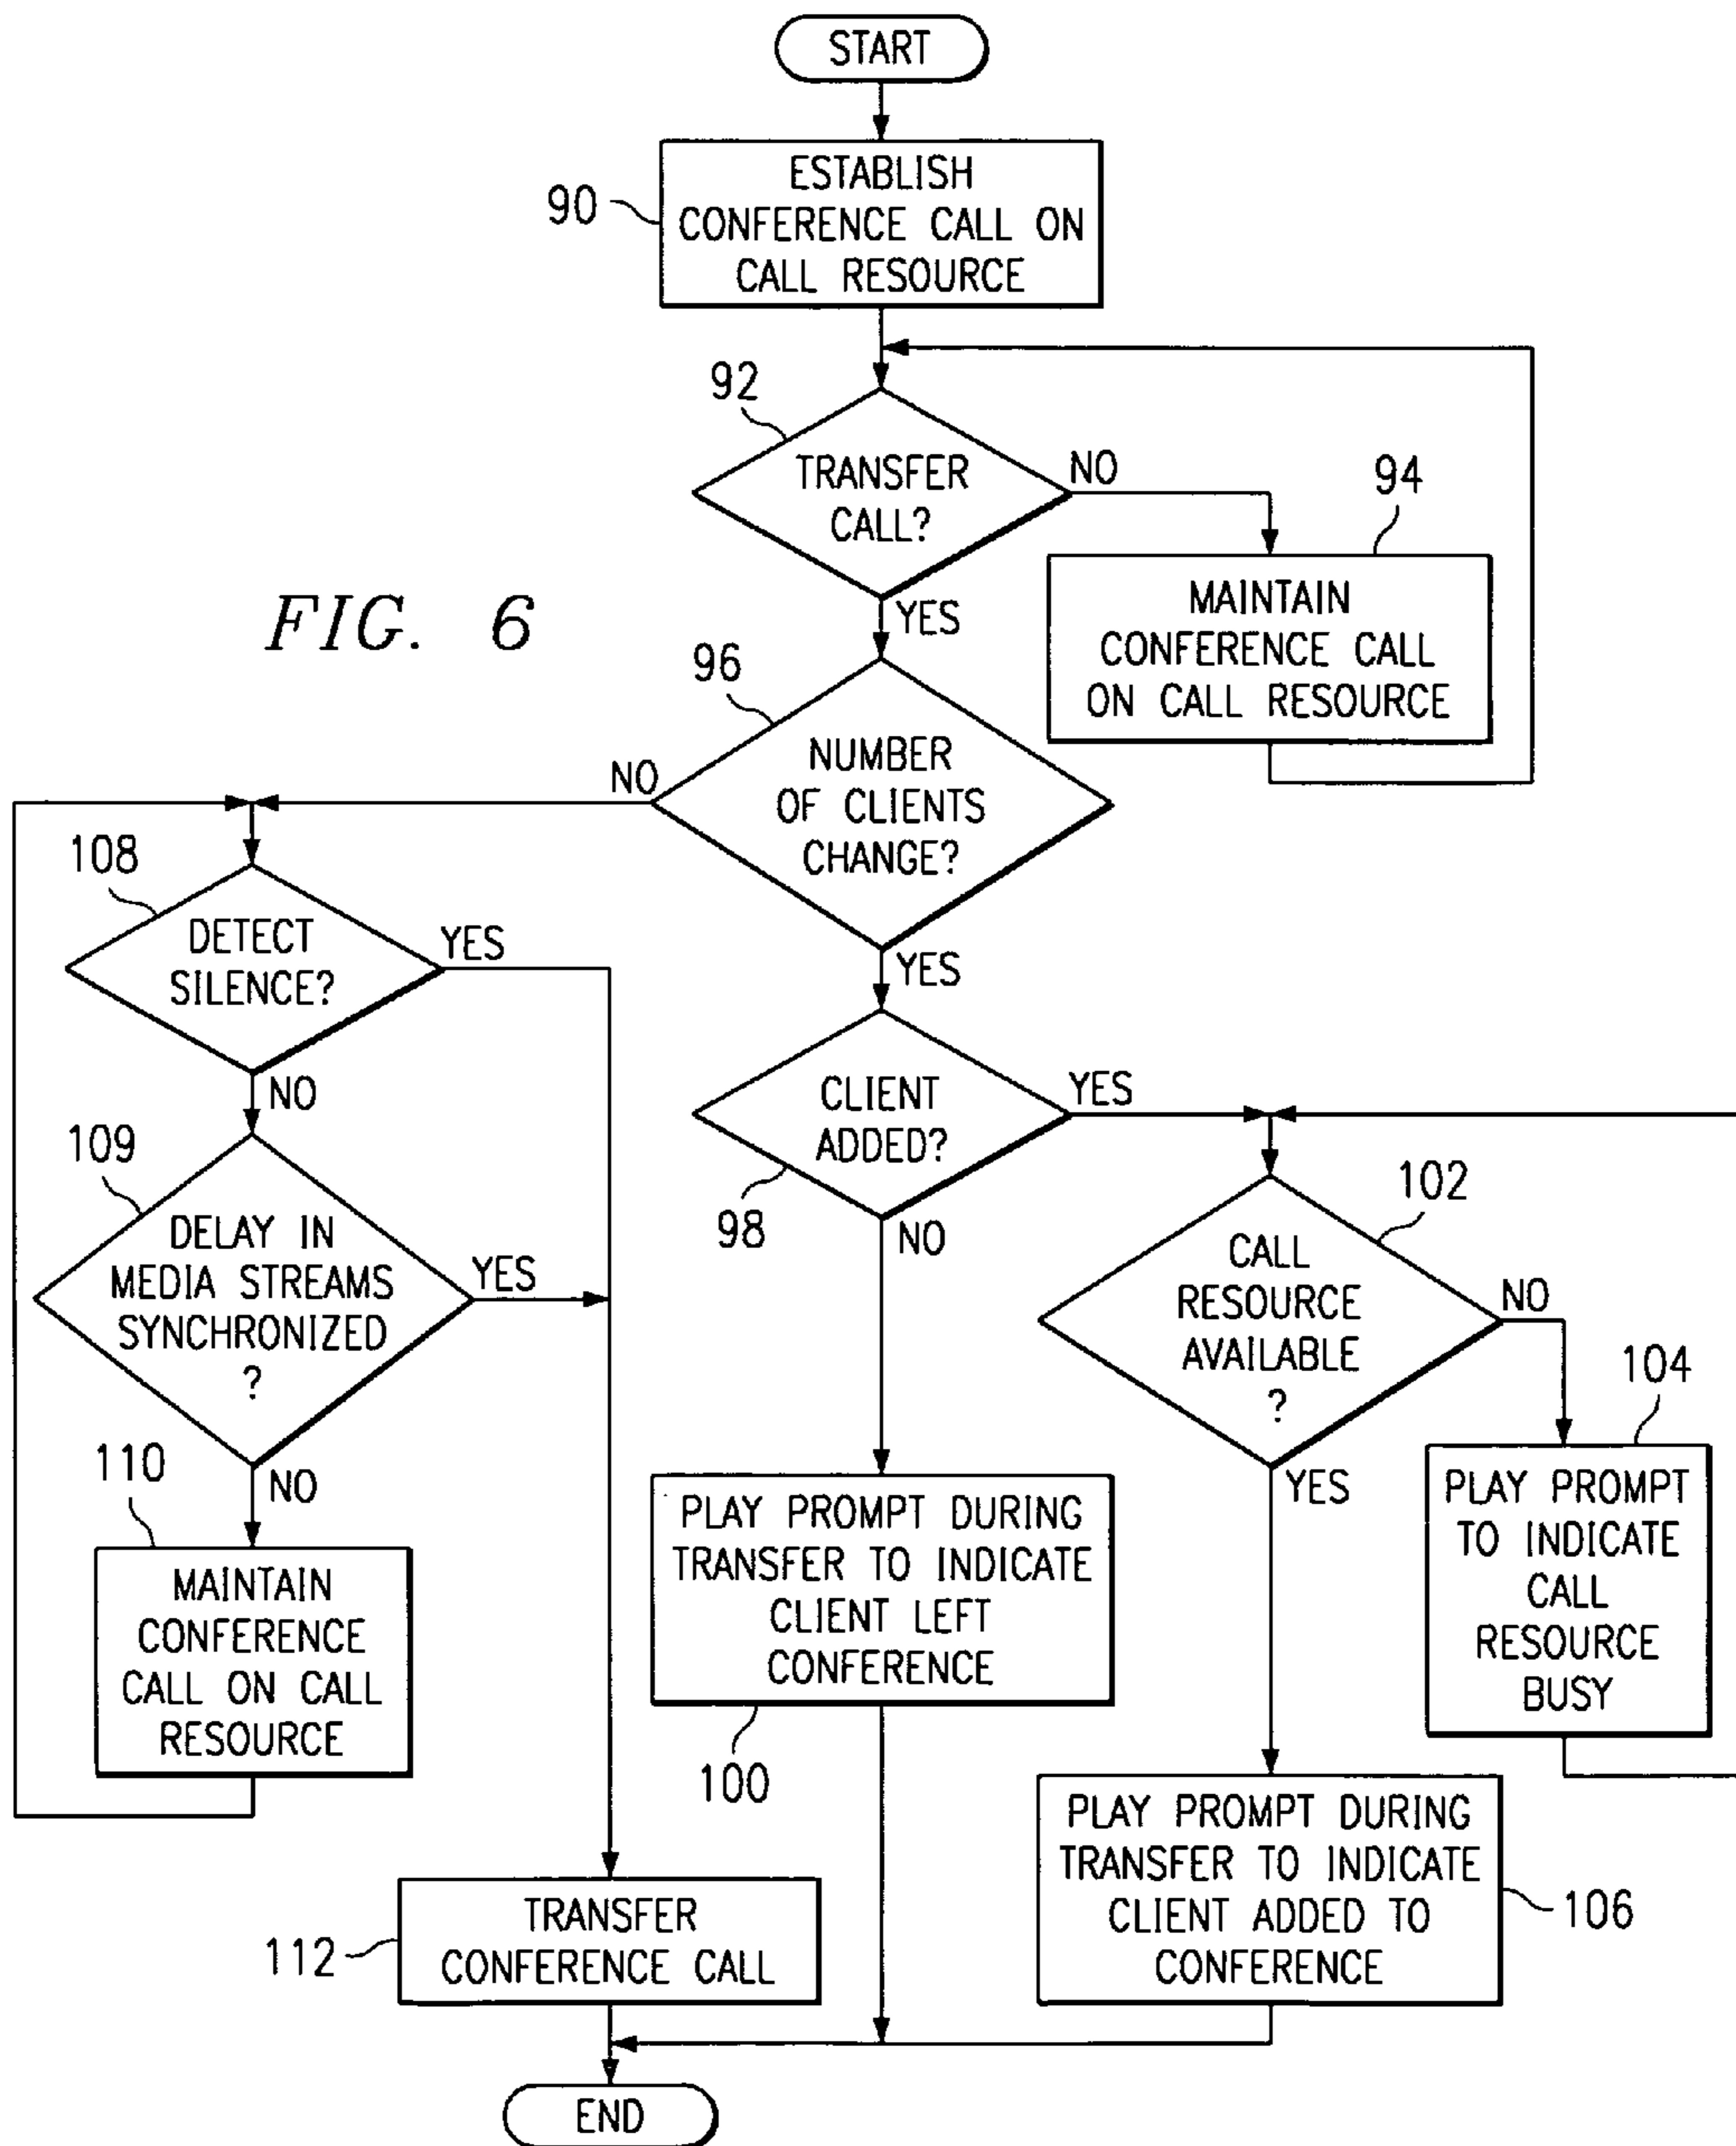 START
90
ESTABLISH
CONFERENCE CALL ON
CALL RESOURCE
92
TRANSFER
CALL?
NO
YES
94
MAINTAIN
CONFERENCE CALL
ON CALL RESOURCE
FIG. 6
96
NUMBER
OF CLIENTS
CHANGE?
NO
YES
108
DETECT
SILENCE?
YES
NO
98
CLIENT
ADDED?
YES
NO
109
DELAY IN
MEDIA STREAMS
SYNCHRONIZED
?
YES
NO
102
CALL
RESOURCE
AVAILABLE
?
NO
YES
104
PLAY PROMPT
TO INDICATE
CALL
RESOURCE
BUSY
110
MAINTAIN
CONFERENCE
CALL ON CALL
RESOURCE
PLAY PROMPT DURING
TRANSFER TO INDICATE
CLIENT LEFT
CONFERENCE
100
PLAY PROMPT DURING
TRANSFER TO INDICATE
CLIENT ADDED TO
CONFERENCE
106
112
TRANSFER
CONFERENCE CALL
END